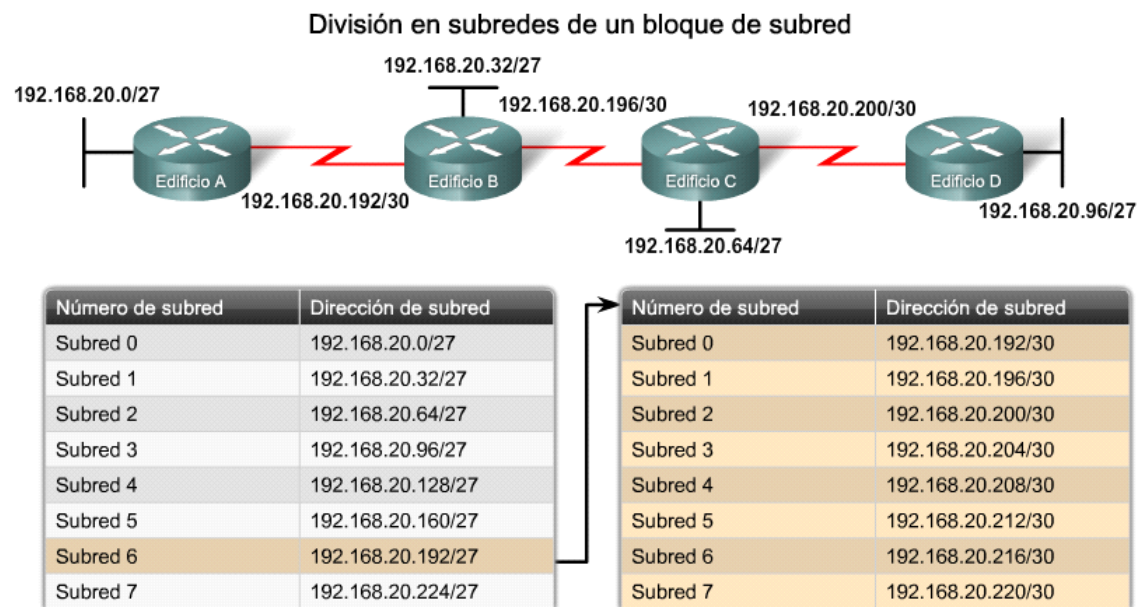 División en subredes de un bloque de subred
192.168.20.32/27
192.168.20.0/27
192.168.20.196/30
192.168.20.200/30
Edificio A
Edificio B
Edificio C
Edificio D
192.168.20.192/30
192.168.20.96/27
192.168.20.64/27
Número de subred Dirección de subred
Subred 0 192.168.20.0/27
Subred 1 192.168.20.32/27
Subred 2 192.168.20.64/27
Subred 3 192.168.20.96/27
Subred 4 192.168.20.128/27
Subred 5 192.168.20.160/27
Subred 6 192.168.20.192/27
Subred 7 192.168.20.224/27
Número de subred Dirección de subred
Subred 0 192.168.20.192/30
Subred 1 192.168.20.196/30
Subred 2 192.168.20.200/30
Subred 3 192.168.20.204/30
Subred 4 192.168.20.208/30
Subred 5 192.168.20.212/30
Subred 6 192.168.20.216/30
Subred 7 192.168.20.220/30